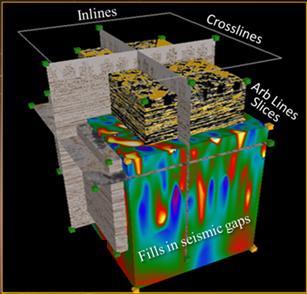 Inlines
Crosslines
Arb Lines
Slices
Fills in seismic gaps